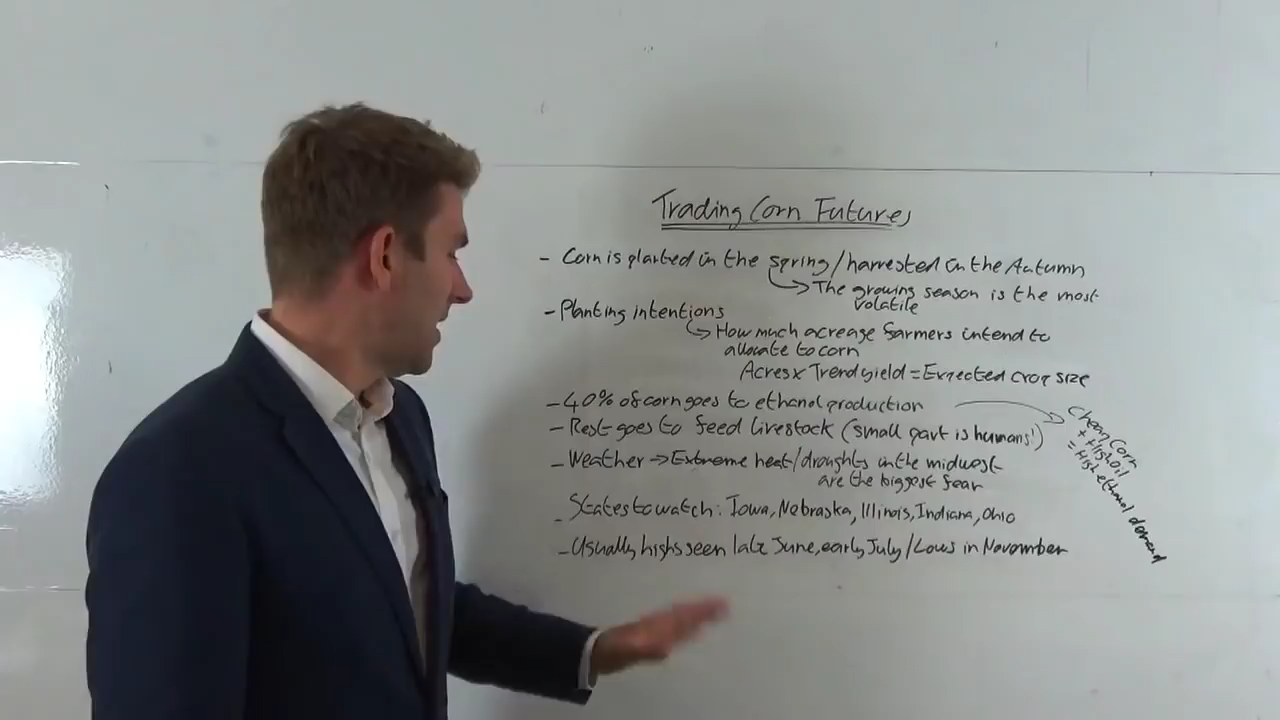 Trading Corn Futures
- Corn is planted in the spring/harvested in the Autumn
The growing season is the most
volatile
- Planting intentions
How much acreage farmers intend to
allocate to corn
Acres x Trend yield = Expected crop size
- 40% of corn goes to ethanol production
- Rest goes to feed livestock (small part is humans!)
- Weather → Extreme heat/droughts in the midwest
are the biggest fear
- States to watch: Iowa, Nebraska, Illinois, Indiana, Ohio
- Usually highs seen late June, early July/Lows in November
Cheap Corn
+ High oil
= High ethanol demand